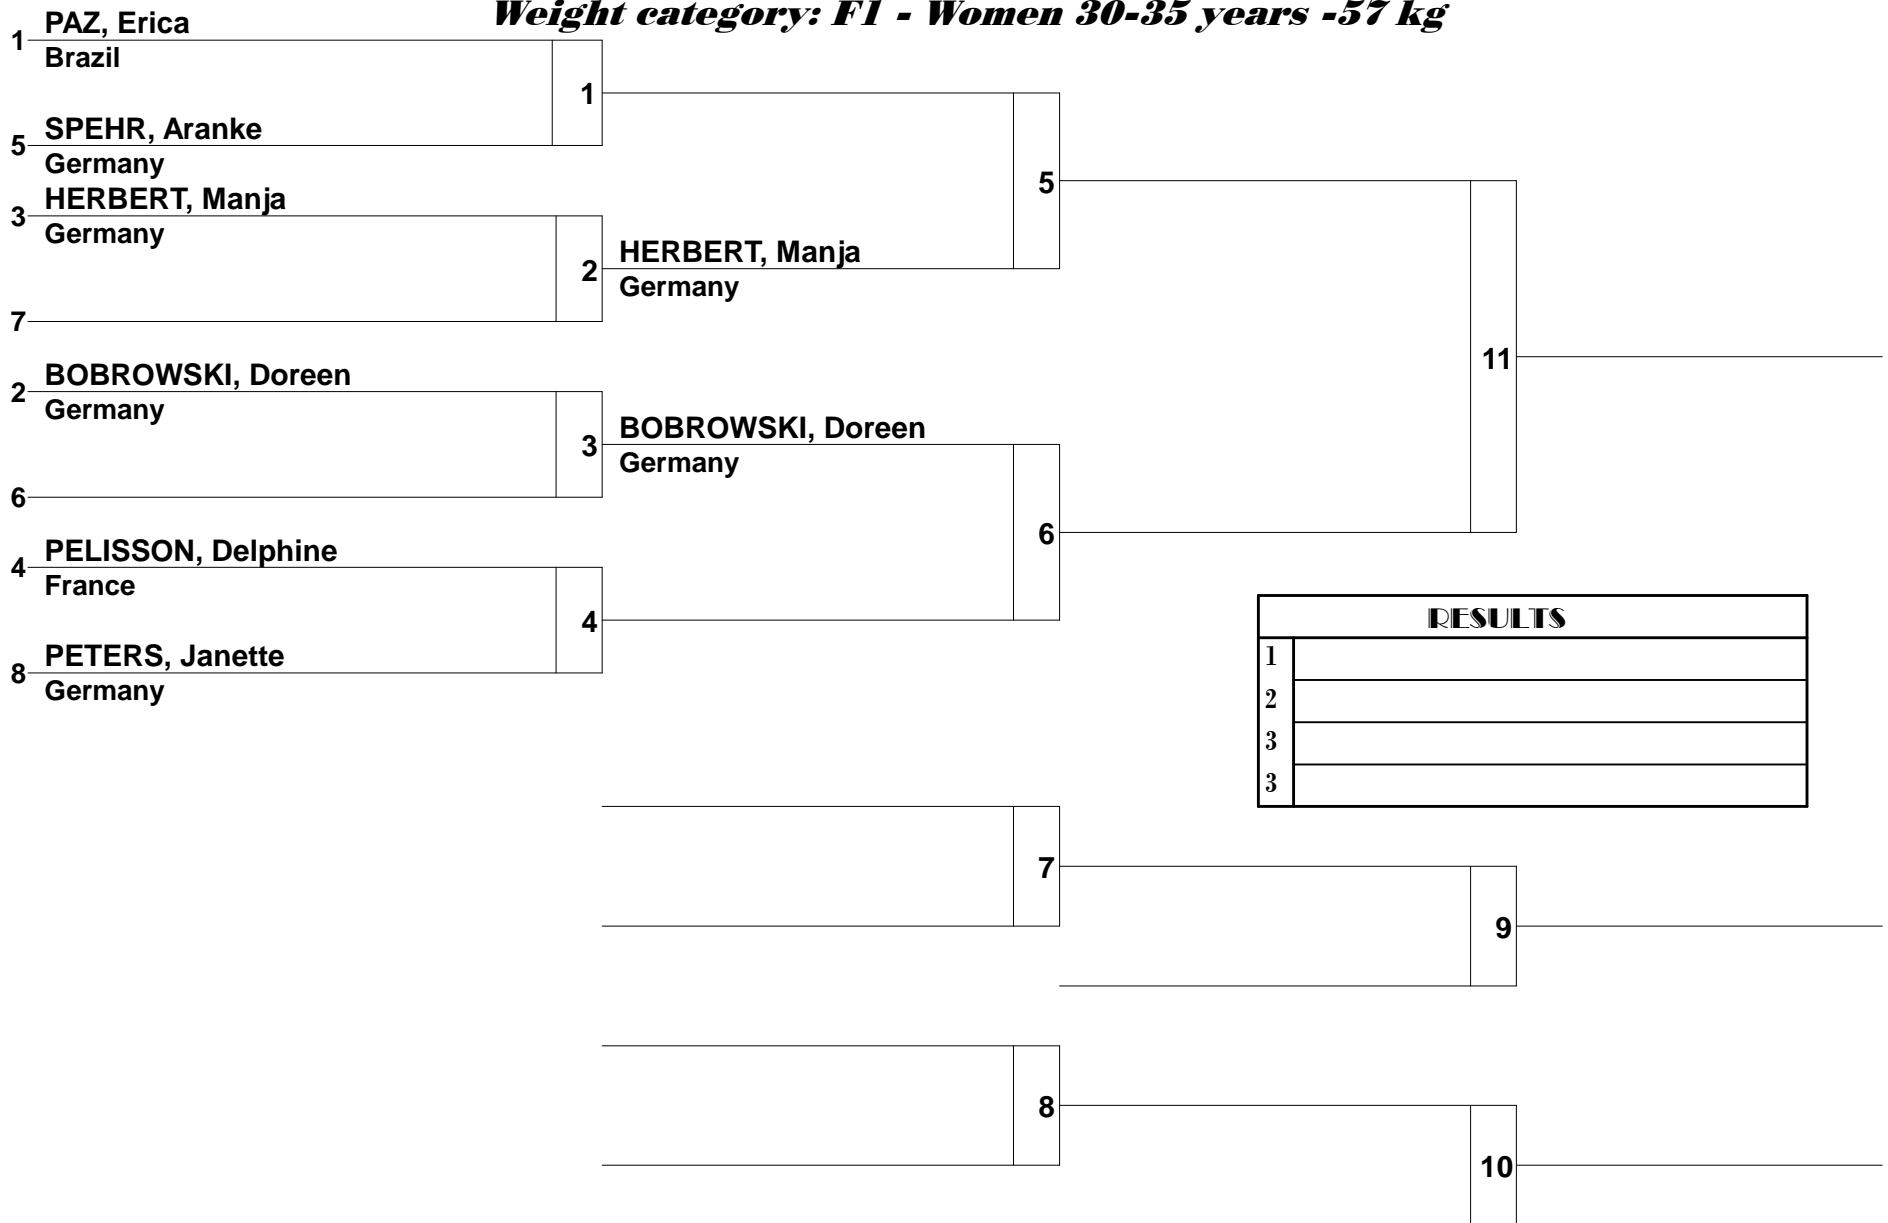 Weight category: F1 - Women 30-35 years -57 kg
PAZ, Erica
1
Brazil
1
SPEHR, Aranke
5
Germany
5
HERBERT, Manja
3
Germany
HERBERT, Manja
2
Germany
7
11
BOBROWSKI, Doreen
2
Germany
BOBROWSKI, Doreen
3
Germany
6
6
PELISSON, Delphine
4
France
4
PETERS, Janette
8
Germany
RESULTS
1
2
3
3
7
9
8
10